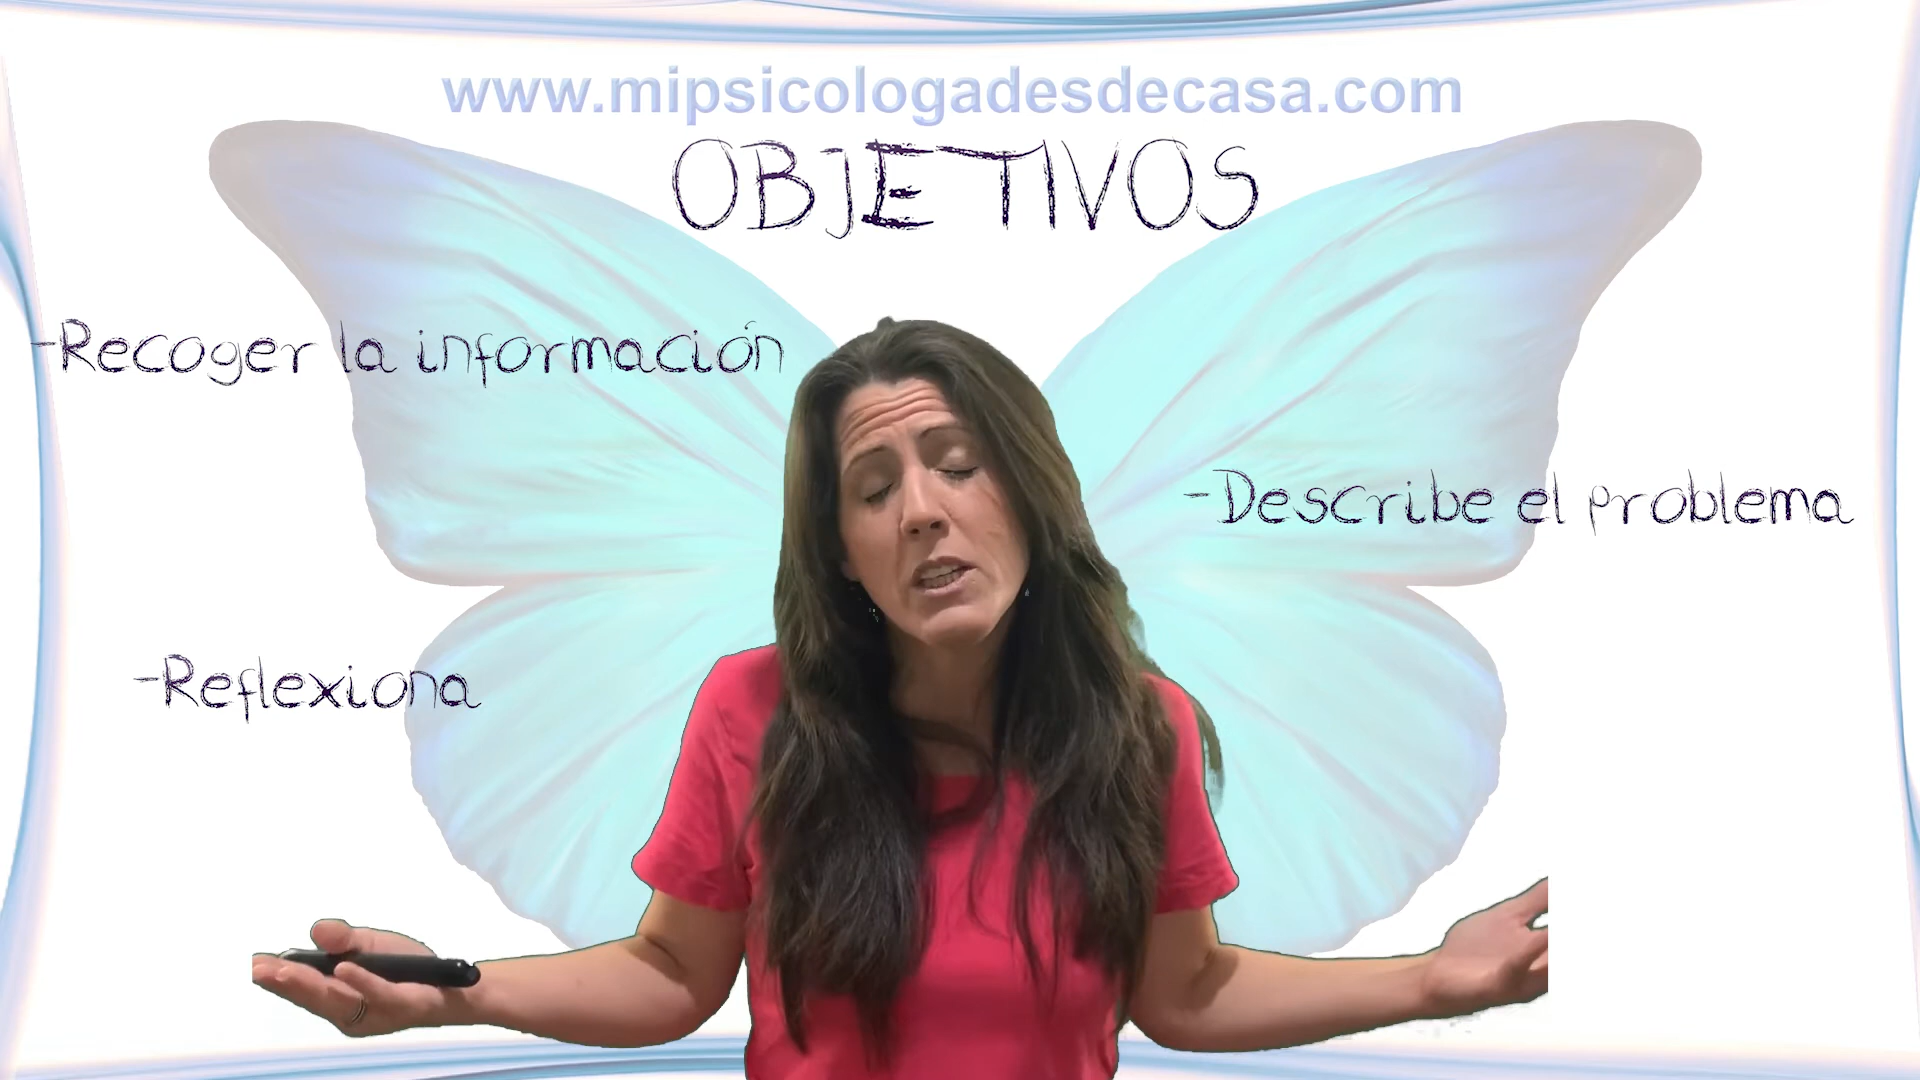 www.mipsicologadesdecasa.com
OBJETIVOS
-Recoger la información
-Describe el problema
-Reflexiona